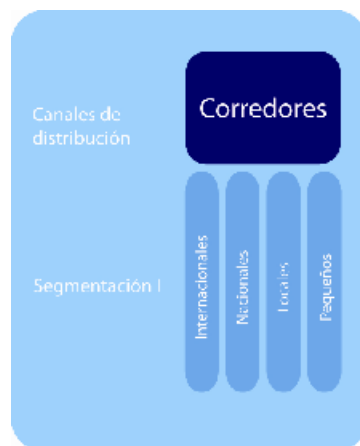 Corredores
Canales de
distribución
Segmentación I
Internacionales
Nacionales
Locales
Pequeños